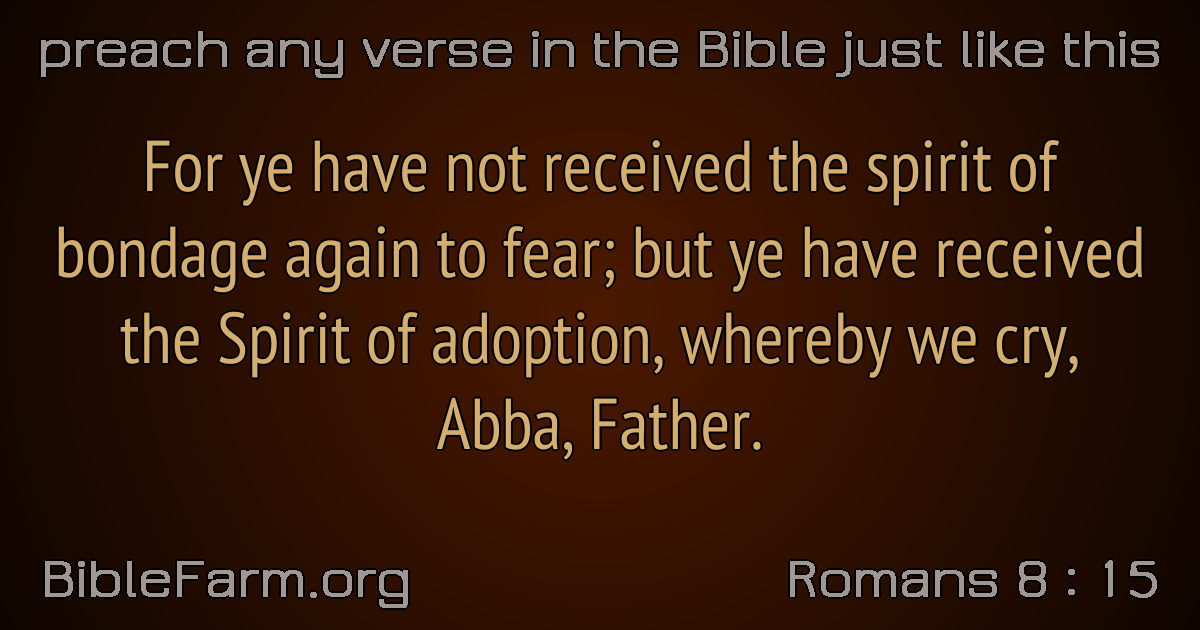 preach any verse in the Bible just like this
For ye have not received the spirit of
bondage again to fear; but ye have received
the Spirit of adoption, whereby we cry,
Abba, Father.
BibleFarm.org
Romans 8 : 15